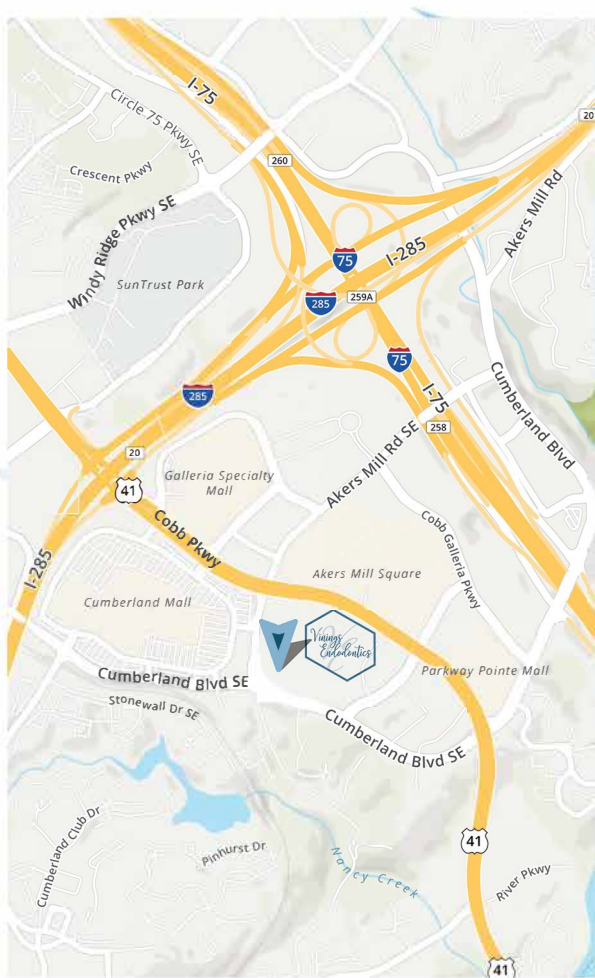 I-75
20
Circle 75 Pkwy SE
260
Crescent Pkwy
Akers Mill Rd
Windy Ridge Pkwy SE
I-285
75
SunTrust Park
285
259A
75
285
I-75
Cumberland Blvd
258
20
Akers Mill Rd SE
Galleria Specialty
Mall
41
Cobb Pkwy
Cobb Galleria Pkwy
I-285
Akers Mill Square
Cumberland Mall
Vinings
Endodontics
Parkway Pointe Mall
Cumberland Blvd SE
Stonewall Dr SE
Cumberland Blvd SE
Cumberland Club Dr
41
Pinhurst Dr
Nancy Creek
River Pkwy
41